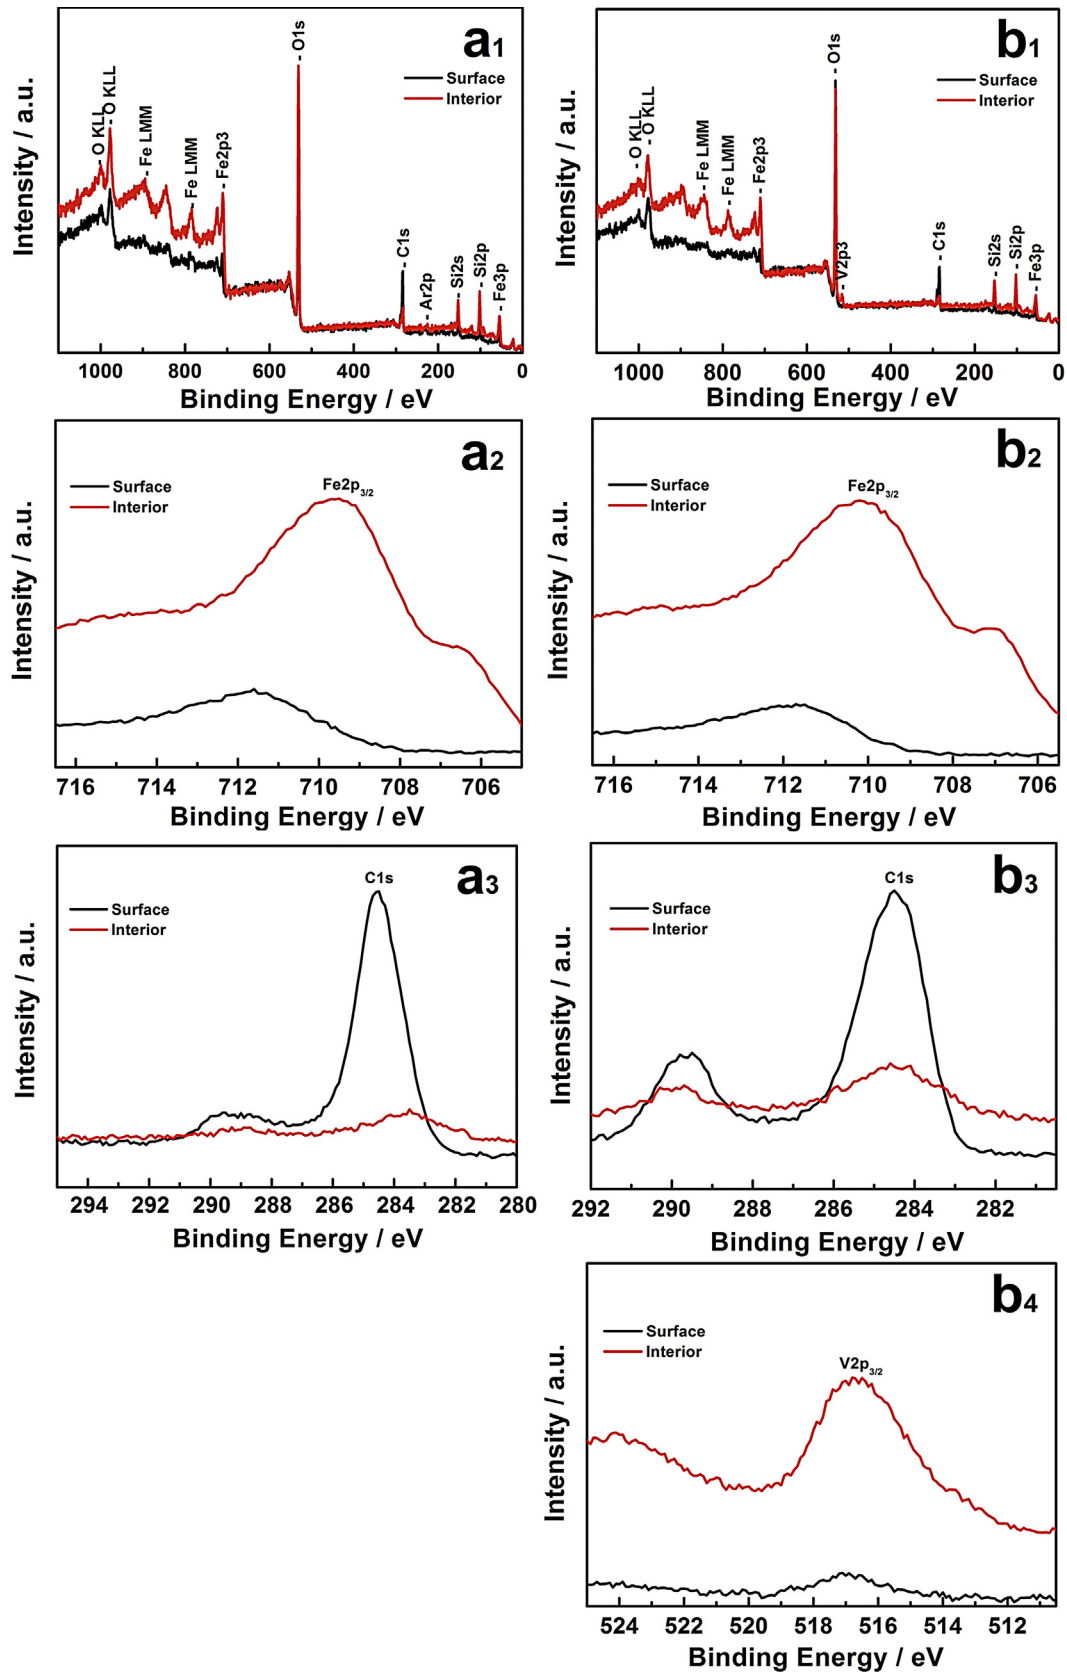 a1
Intensity / a.u.
Surface
Interior
O KLL
O KLL
Fe LMM
Fe LMM
Fe2p3
O1s
C1s
Ar2p
Si2s
Si2p
Fe3p
1000 800 600 400 200 0
Binding Energy / eV
b1
Intensity / a.u.
Surface
Interior
O KLL
O KLL
Fe LMM
Fe LMM
Fe2p3
O1s
V2p3
C1s
Si2s
Si2p
Fe3p
1000 800 600 400 200 0
Binding Energy / eV
a2
Intensity / a.u.
Surface
Interior
Fe2p3/2
716 714 712 710 708 706
Binding Energy / eV
b2
Intensity / a.u.
Surface
Interior
Fe2p3/2
716 714 712 710 708 706
Binding Energy / eV
a3
Intensity / a.u.
Surface
Interior
C1s
294 292 290 288 286 284 282 280
Binding Energy / eV
b3
Intensity / a.u.
Surface
Interior
C1s
292 290 288 286 284 282
Binding Energy / eV
b4
Intensity / a.u.
Surface
Interior
V2p3/2
524 522 520 518 516 514 512
Binding Energy / eV